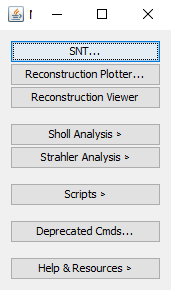 SNT...
Reconstruction Plotter...
Reconstruction Viewer
Sholl Analysis >
Strahler Analysis >
Scripts >
Deprecated Cmds...
Help & Resources >